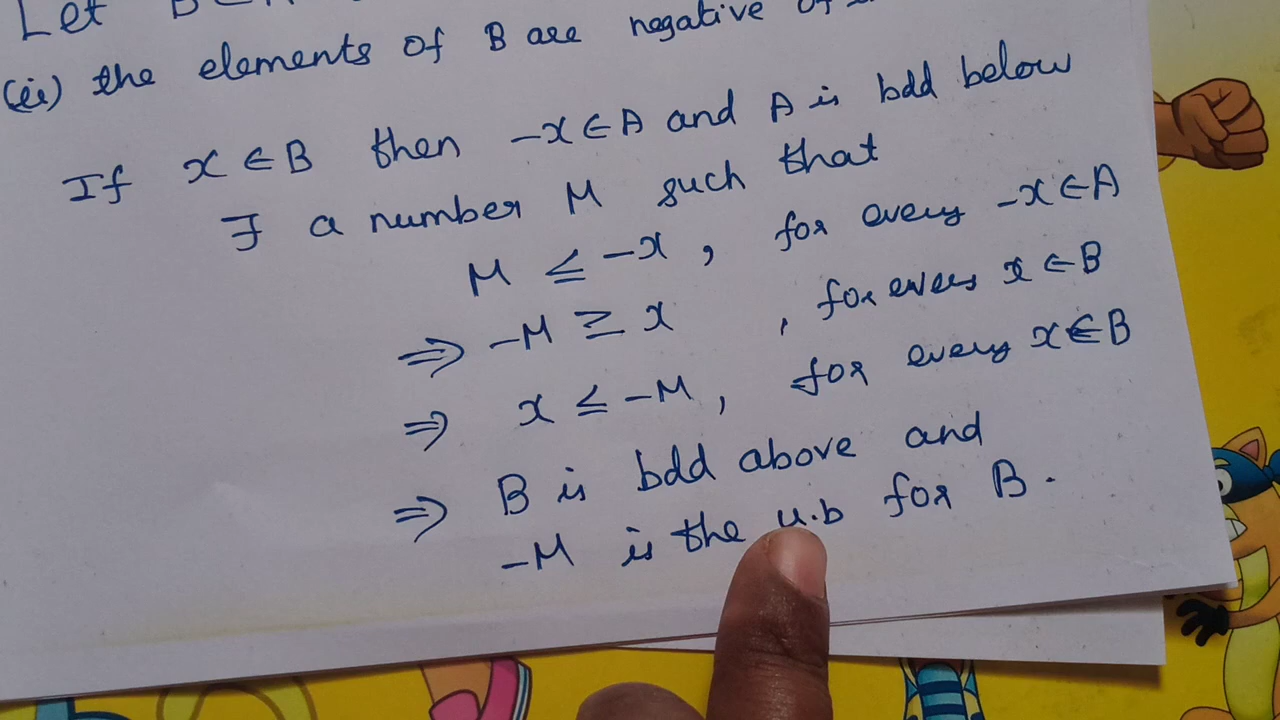 Let B
(ii) the elements of B are negative of
If x ∈ B then -x ∈ A and A is bdd below
∃ a number M such that
M ≤ -x, for every -x ∈ A
⇒ -M ≥ x, for every x ∈ B
⇒ x ≤ -M, for every x ∈ B
⇒ B is bdd above and
-M is the u.b for B.